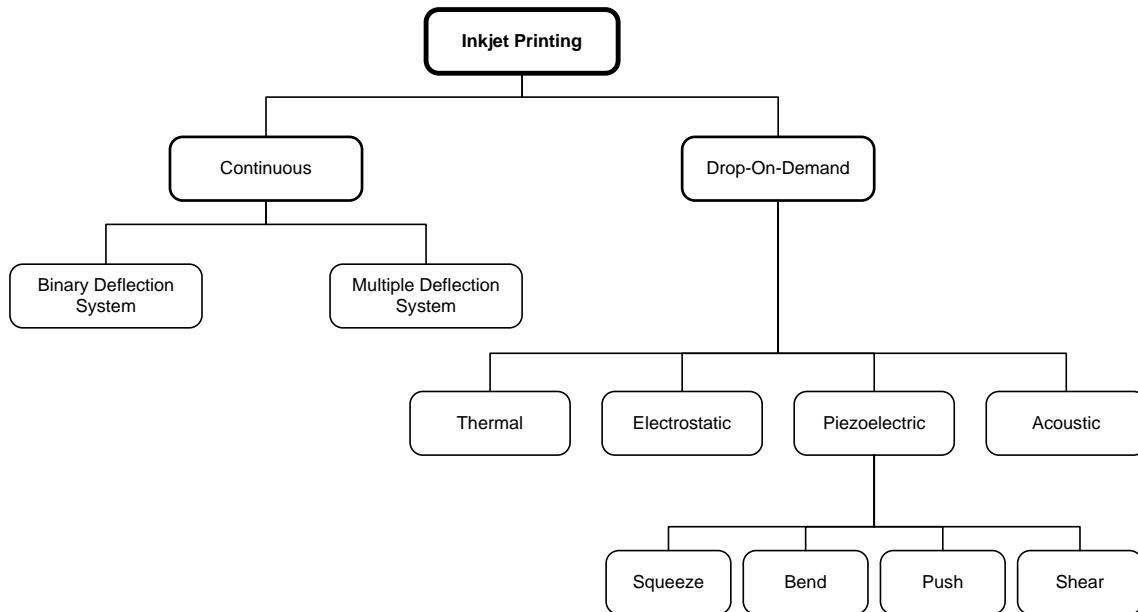 Inkjet Printing
Continuous
Drop-On-Demand
Binary Deflection
System
Multiple Deflection
System
Thermal
Electrostatic
Piezoelectric
Acoustic
Squeeze
Bend
Push
Shear